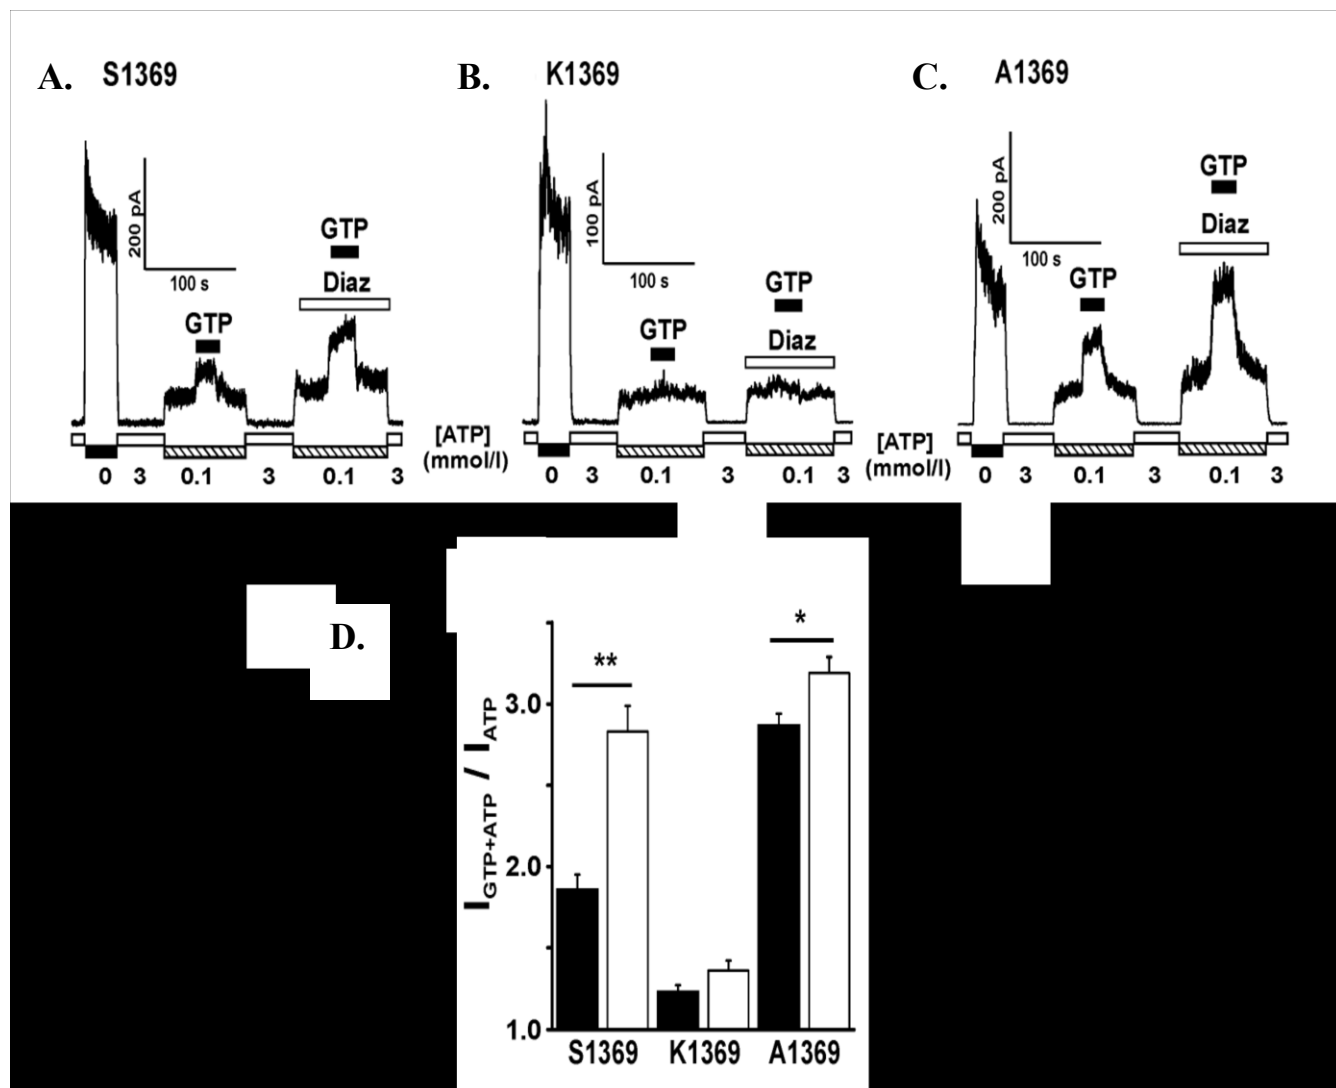 A. S1369
200 pA
100 s
GTP
GTP
Diaz
0 3 0.1 3 0.1 3
B. K1369
100 pA
100 s
GTP
GTP
Diaz
[ATP]
(mmol/l)
0 3 0.1 3 0.1 3
C. A1369
200 pA
100 s
GTP
GTP
Diaz
[ATP]
(mmol/l)
0 3 0.1 3 0.1 3
D.
I GTP+ATP / I ATP
**
*
3.0
2.0
1.0
S1369 K1369 A1369